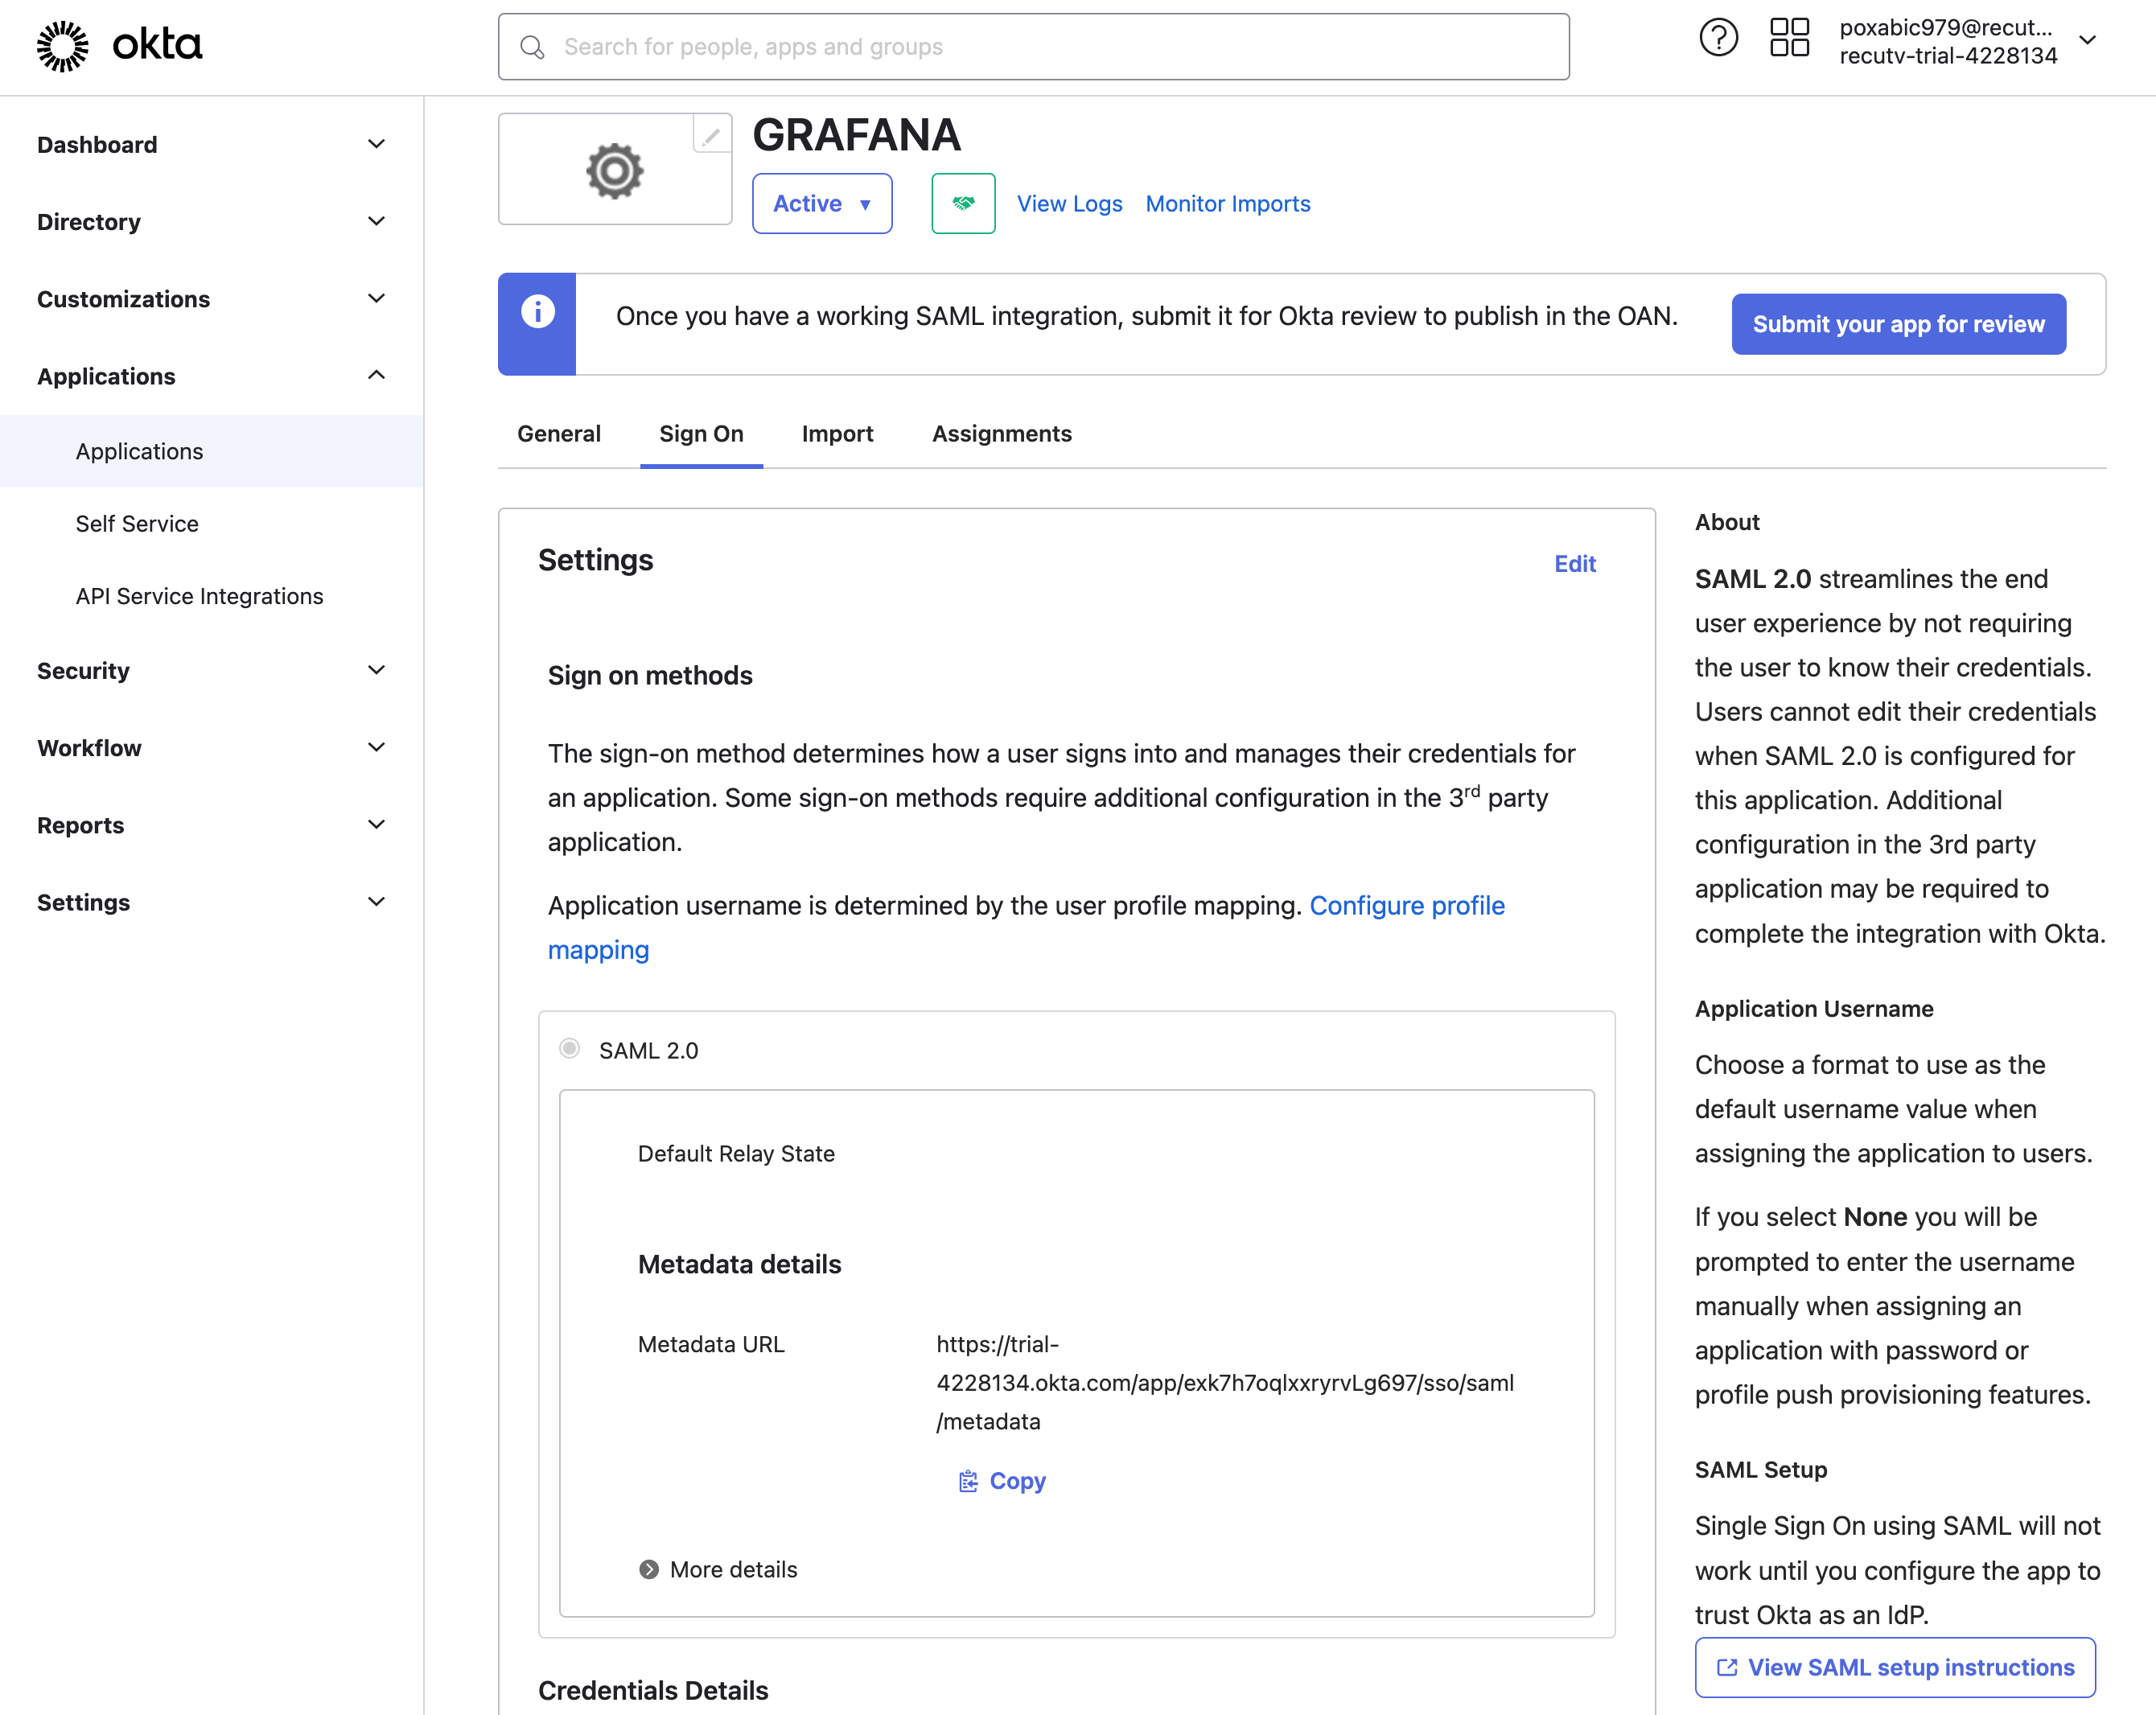 okta
Search for people, apps and groups
poxabic979@recut...
recutv-trial-4228134
Dashboard
Directory
Customizations
Applications
Applications
Self Service
API Service Integrations
Security
Workflow
Reports
Settings
GRAFANA
Active
View Logs
Monitor Imports
Once you have a working SAML integration, submit it for Okta review to publish in the OAN.
Submit your app for review
General
Sign On
Import
Assignments
Settings
Edit
Sign on methods
The sign-on method determines how a user signs into and manages their credentials for
an application. Some sign-on methods require additional configuration in the 3rd party
application.
Application username is determined by the user profile mapping. Configure profile
mapping
SAML 2.0
Default Relay State
Metadata details
Metadata URL
https://trial-
4228134.okta.com/app/exk7h7oqlxxryrvLg697/sso/saml
/metadata
Copy
More details
Credentials Details
About
SAML 2.0 streamlines the end
user experience by not requiring
the user to know their credentials.
Users cannot edit their credentials
when SAML 2.0 is configured for
this application. Additional
configuration in the 3rd party
application may be required to
complete the integration with Okta.
Application Username
Choose a format to use as the
default username value when
assigning the application to users.
If you select None you will be
prompted to enter the username
manually when assigning an
application with password or
profile push provisioning features.
SAML Setup
Single Sign On using SAML will not
work until you configure the app to
trust Okta as an IdP.
View SAML setup instructions